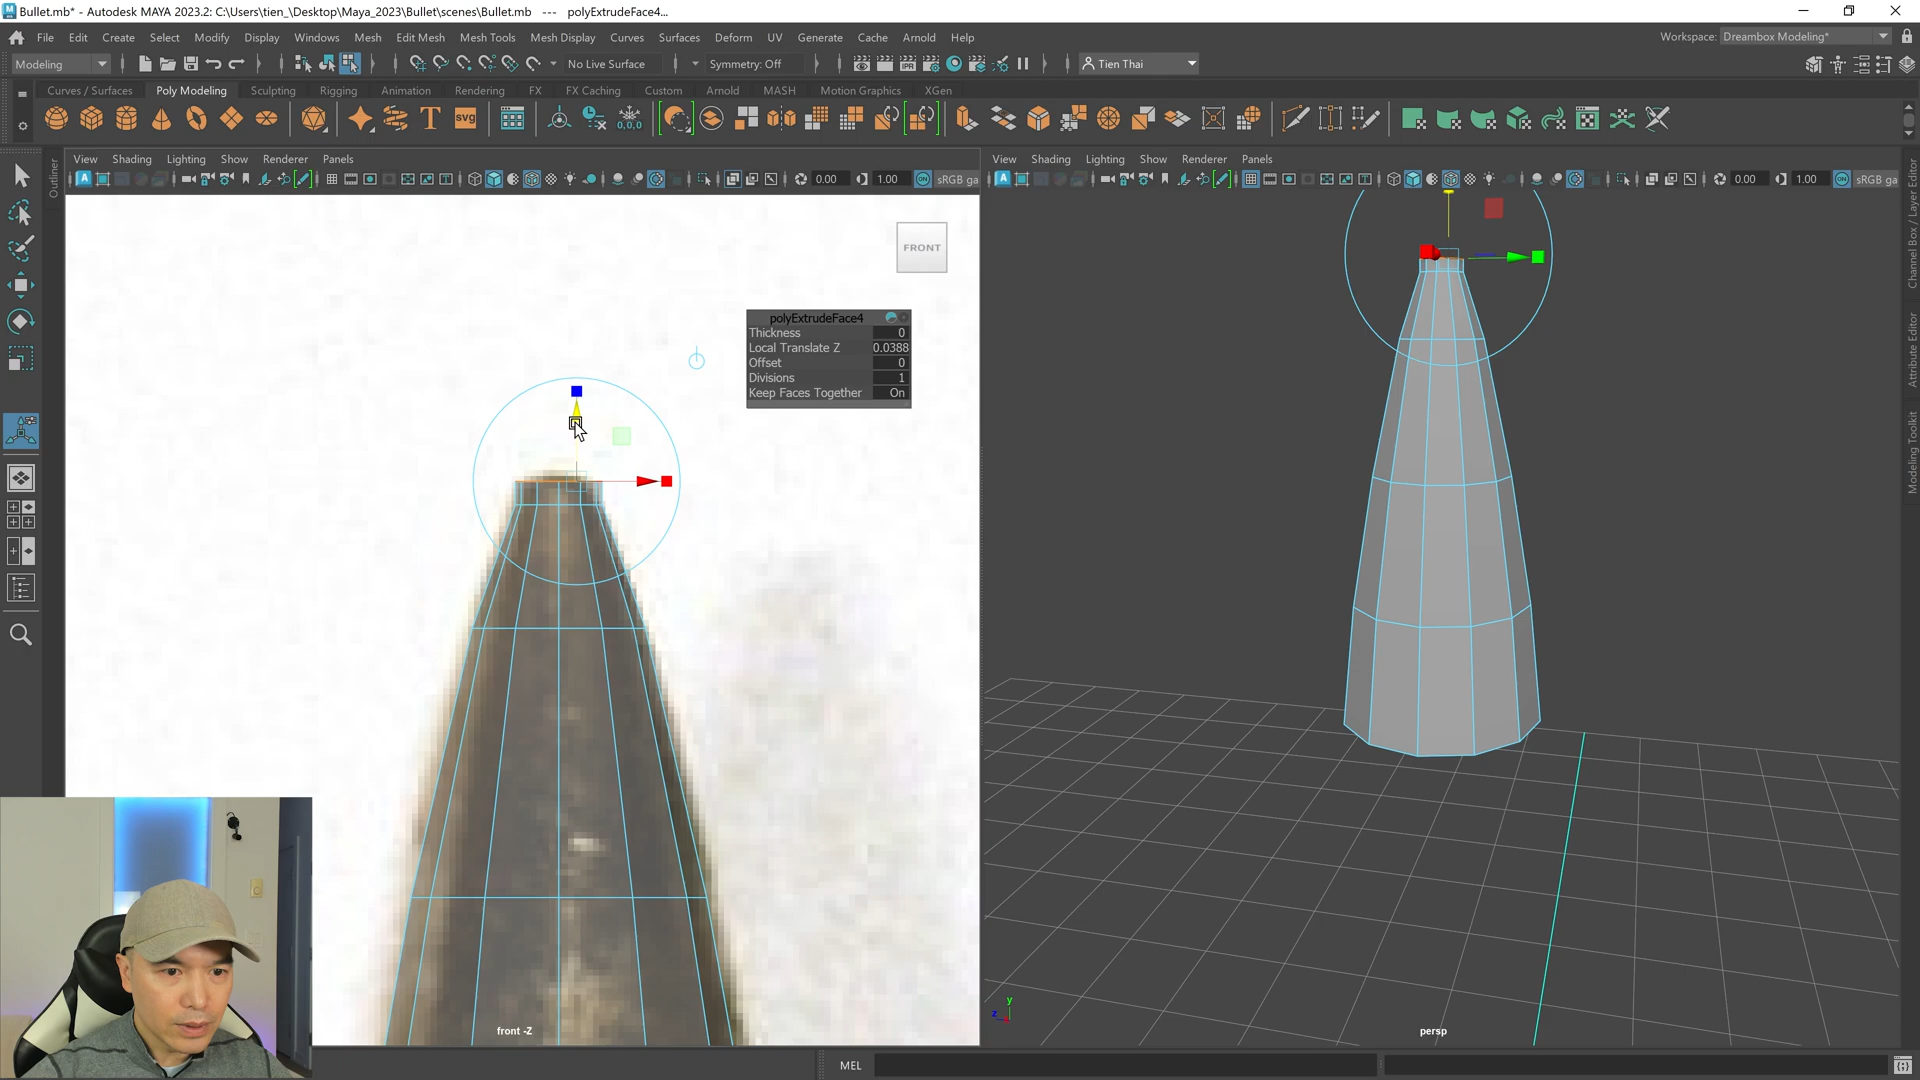 Bullet.mb* - Autodesk MAYA 2023.2: C:\Users\tien_\Desktop\Maya_2023\Bullet\scenes\Bullet.mb --- polyExtrudeFace4...
File Edit Create Select Modify Display Windows Mesh Edit Mesh Mesh Tools Mesh Display Curves Surfaces Deform UV Generate Cache Arnold Help
Workspace: Dreambox Modeling*
Modeling
No Live Surface
Symmetry: Off
Tien Thai
Curves / Surfaces Poly Modeling Sculpting Rigging Animation Rendering FX FX Caching Custom Arnold MASH Motion Graphics XGen
SVG
0,0,0
Outliner
View Shading Lighting Show Renderer Panels
0.00 1.00 ON sRGB ga
View Shading Lighting Show Renderer Panels
0.00 1.00 ON sRGB ga
FRONT
polyExtrudeFace4
Thickness 0
Local Translate Z 0.0388
Offset 0
Divisions 1
Keep Faces Together On
front -Z
persp
y
z
Channel Box / Layer Editor
Attribute Editor
Modeling Toolkit
MEL